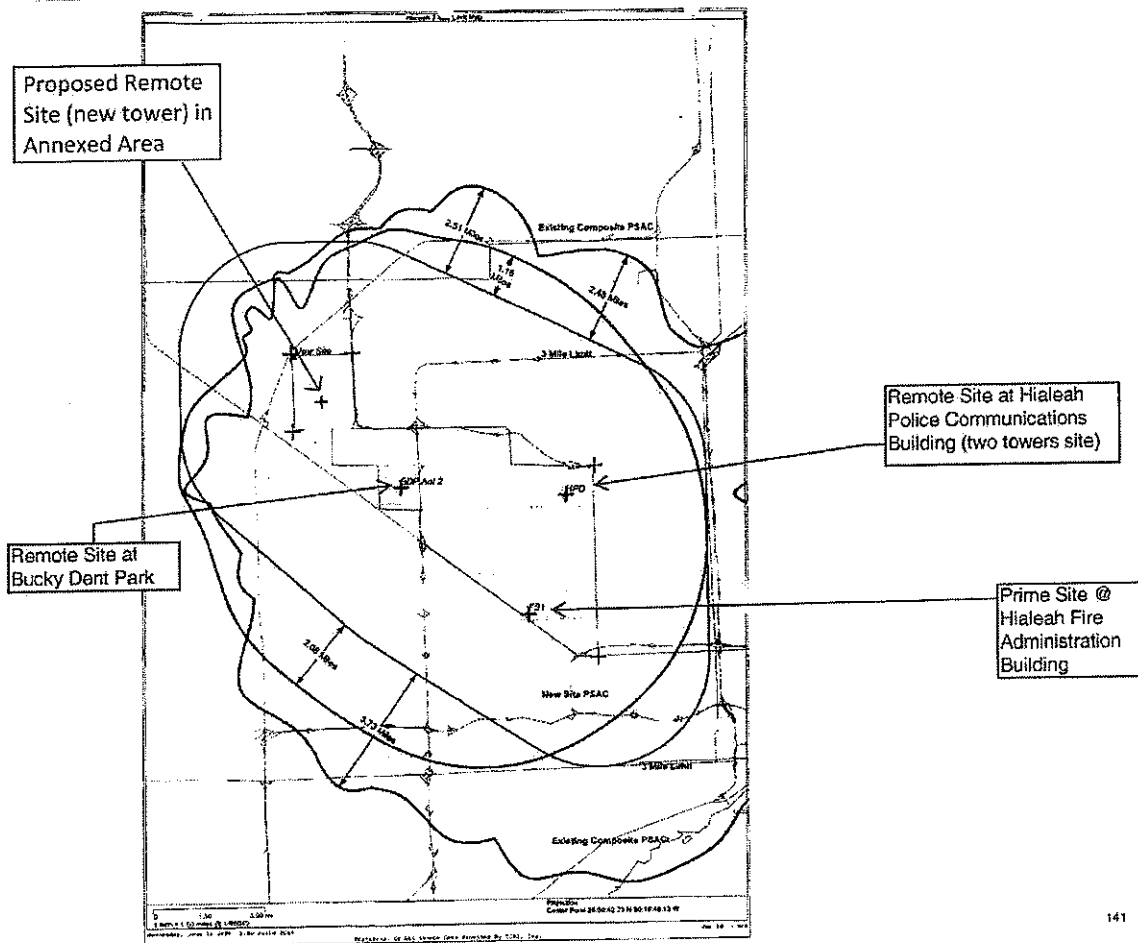 Proposed Remote
Site (new tower) in
Annexed Area
2.51 Miles
Existing Composite PSAC
1.15
Miles
2.48 Miles
3 Mile Limit
New Site
Remote Site at Hialeah
Police Communications
Building (two towers site)
HPD
Remote Site at
Bucky Dent Park
Prime Site @
Hialeah Fire
Administration
Building
2.08 Miles
New Site PSAC
3.73 Miles
3 Mile Limit
Existing Composite PSAC
141